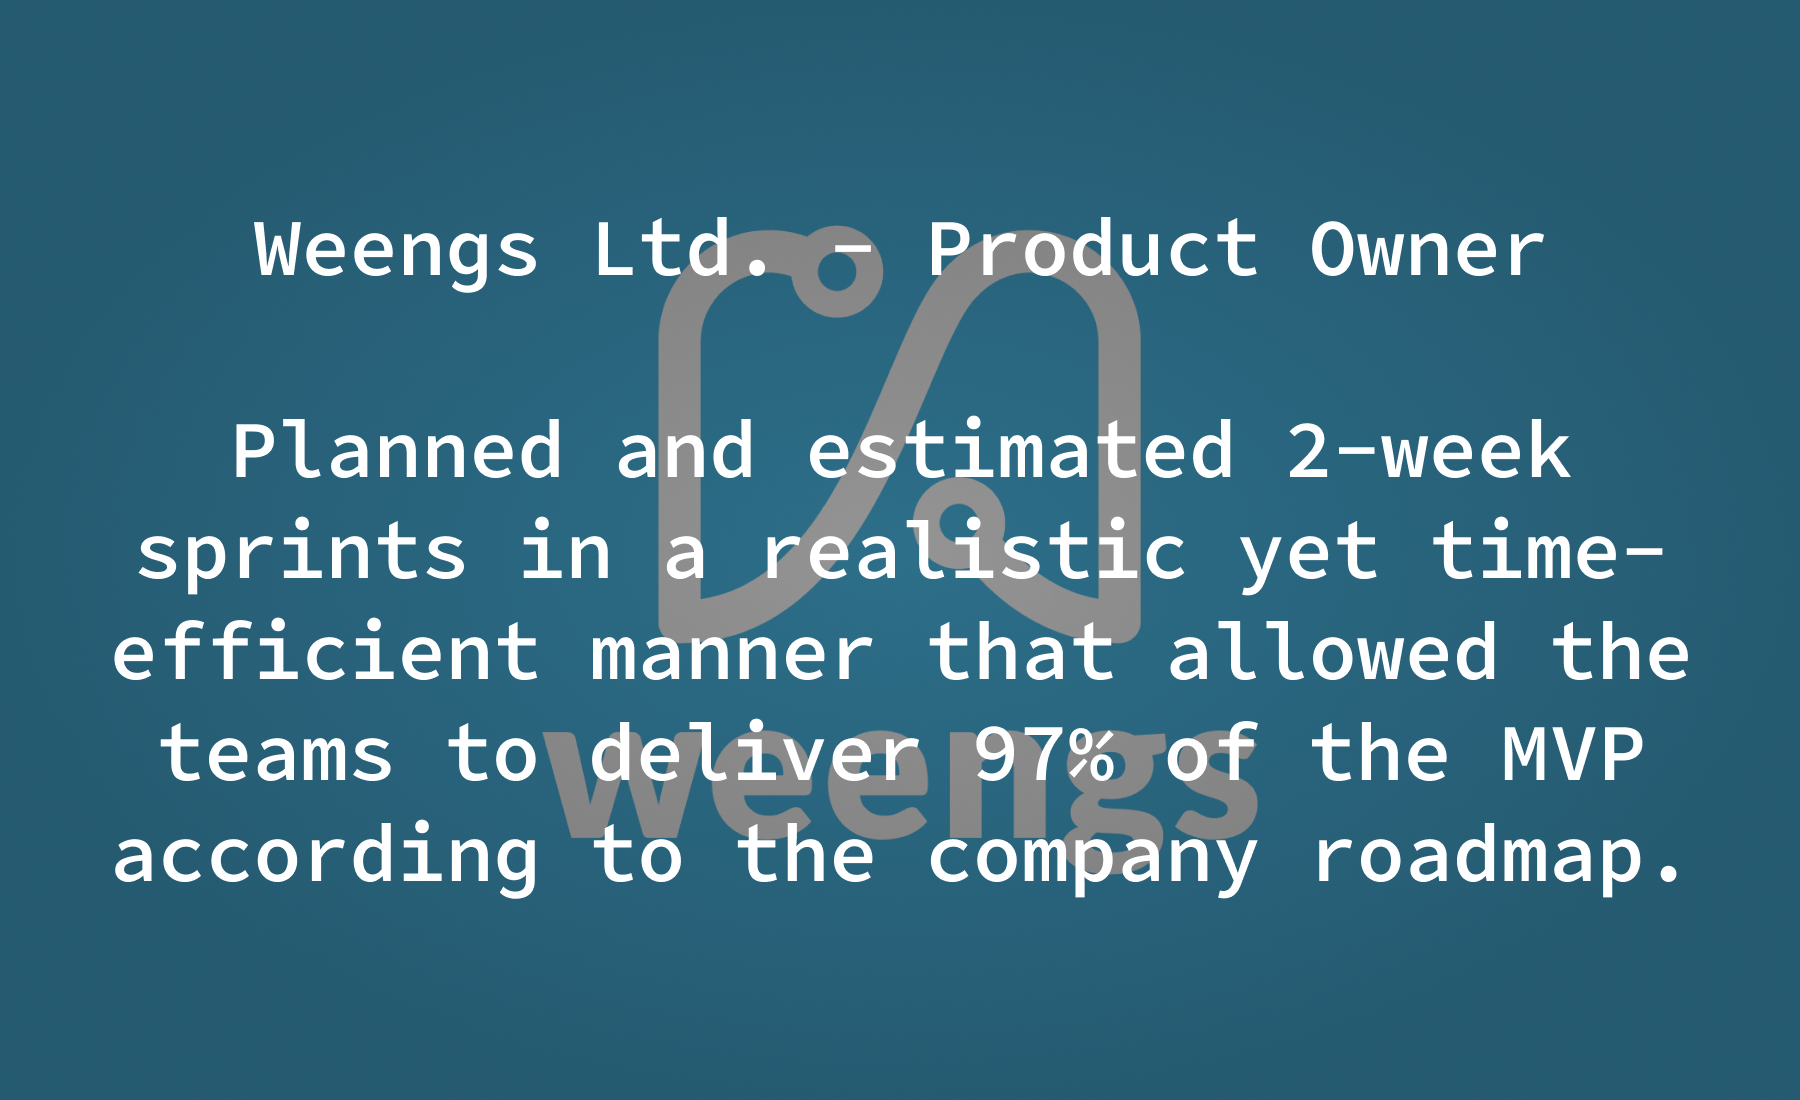 Weengs Ltd. - Product Owner
Planned and estimated 2-week
sprints in a realistic yet time-
efficient manner that allowed the
teams to deliver 97% of the MVP
according to the company roadmap.
weengs